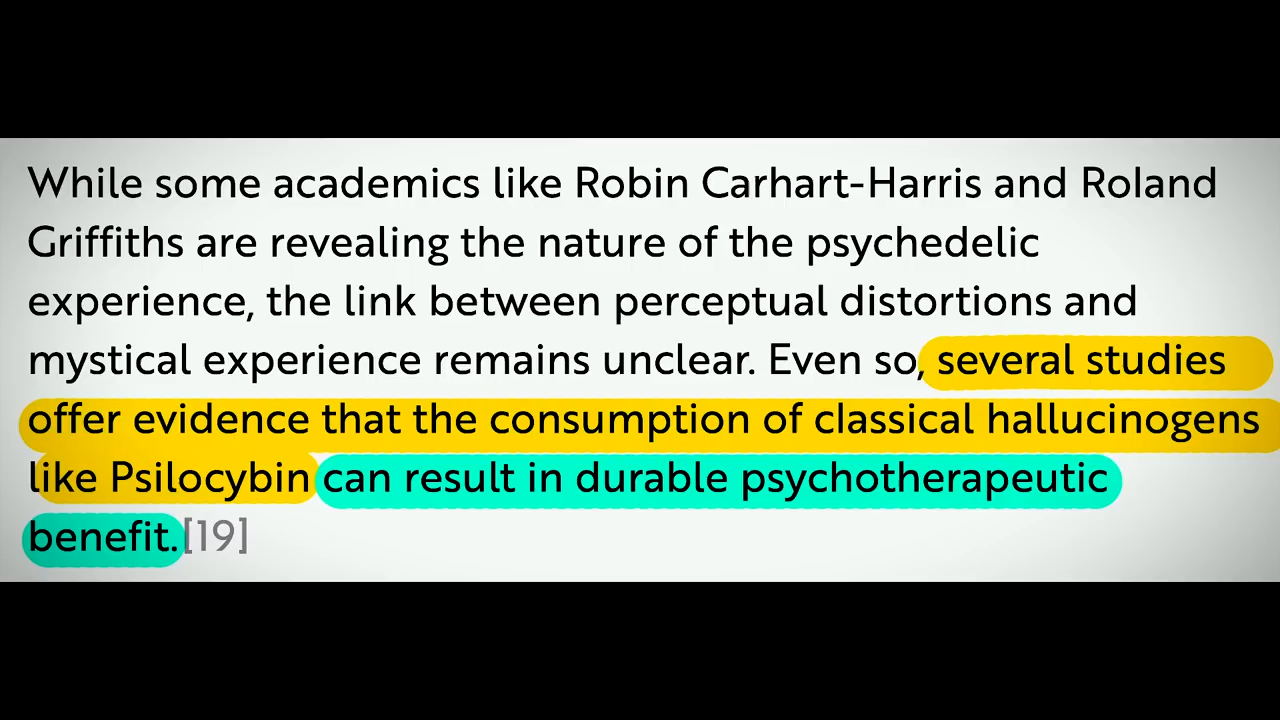 While some academics like Robin Carhart-Harris and Roland
Griffiths are revealing the nature of the psychedelic
experience, the link between perceptual distortions and
mystical experience remains unclear. Even so, several studies
offer evidence that the consumption of classical hallucinogens
like Psilocybin can result in durable psychotherapeutic
benefit.[19]